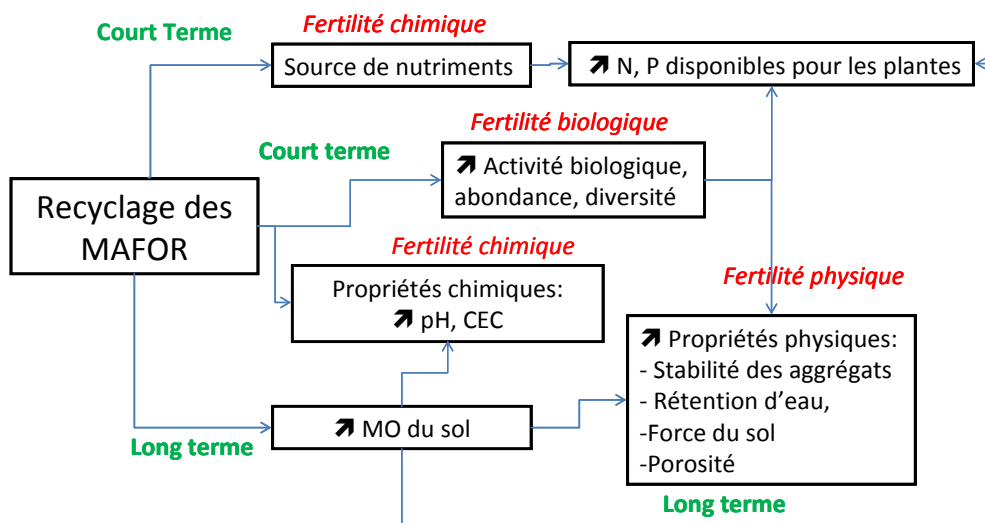 Court Terme
Fertilité chimique
Source de nutriments
↗ N, P disponibles pour les plantes
Fertilité biologique
Court terme
↗ Activité biologique,
abondance, diversité
Recyclage des
MAFOR
Fertilité chimique
Propriétés chimiques:
↗ pH, CEC
Fertilité physique
↗ Propriétés physiques:
- Stabilité des aggrégats
- Rétention d’eau,
-Force du sol
-Porosité
Long terme
↗ MO du sol
Long terme